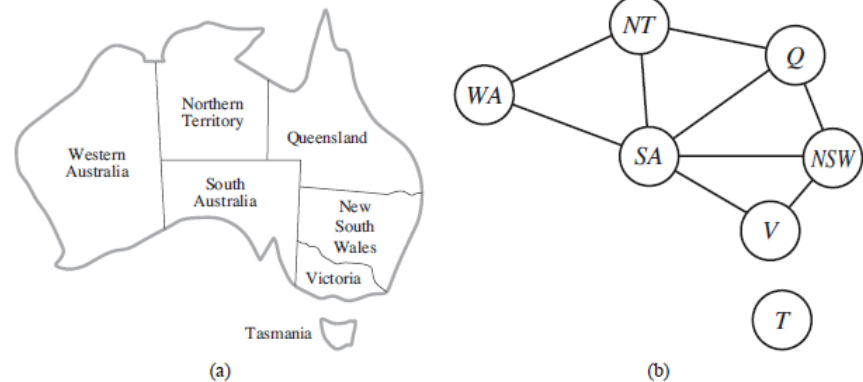 Northern
Territory
Western
Australia
Queensland
South
Australia
New
South
Wales
Victoria
Tasmania
(a)
NT
Q
WA
SA
NSW
V
T
(b)